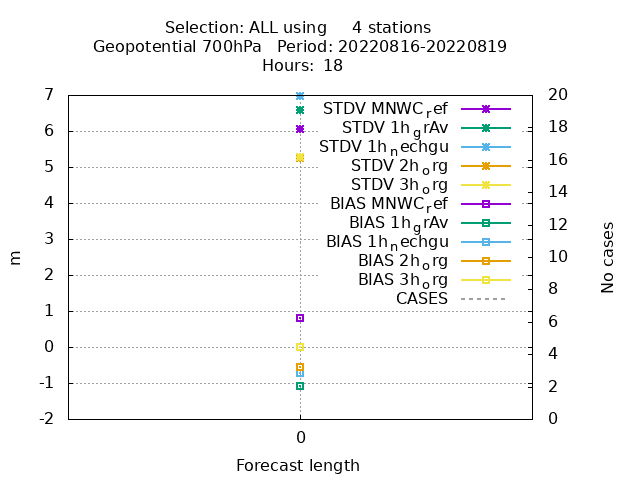 Selection: ALL using     4 stations
Geopotential 700hPa   Period: 20220816-20220819
Hours: 18
7 20
STDV MNWC_ref
6 18
STDV 1h_grAv
STDV 1h_nechgu
16
STDV 2h_org
5
STDV 3h_org
14
4
BIAS MNWC_ref
BIAS 1h_grAv
12
3
BIAS 1h_nechgu
m
No cases
BIAS 2h_org
10
2
BIAS 3h_org
8
CASES
1
6
0
4
-1
2
-2 0
0
Forecast length